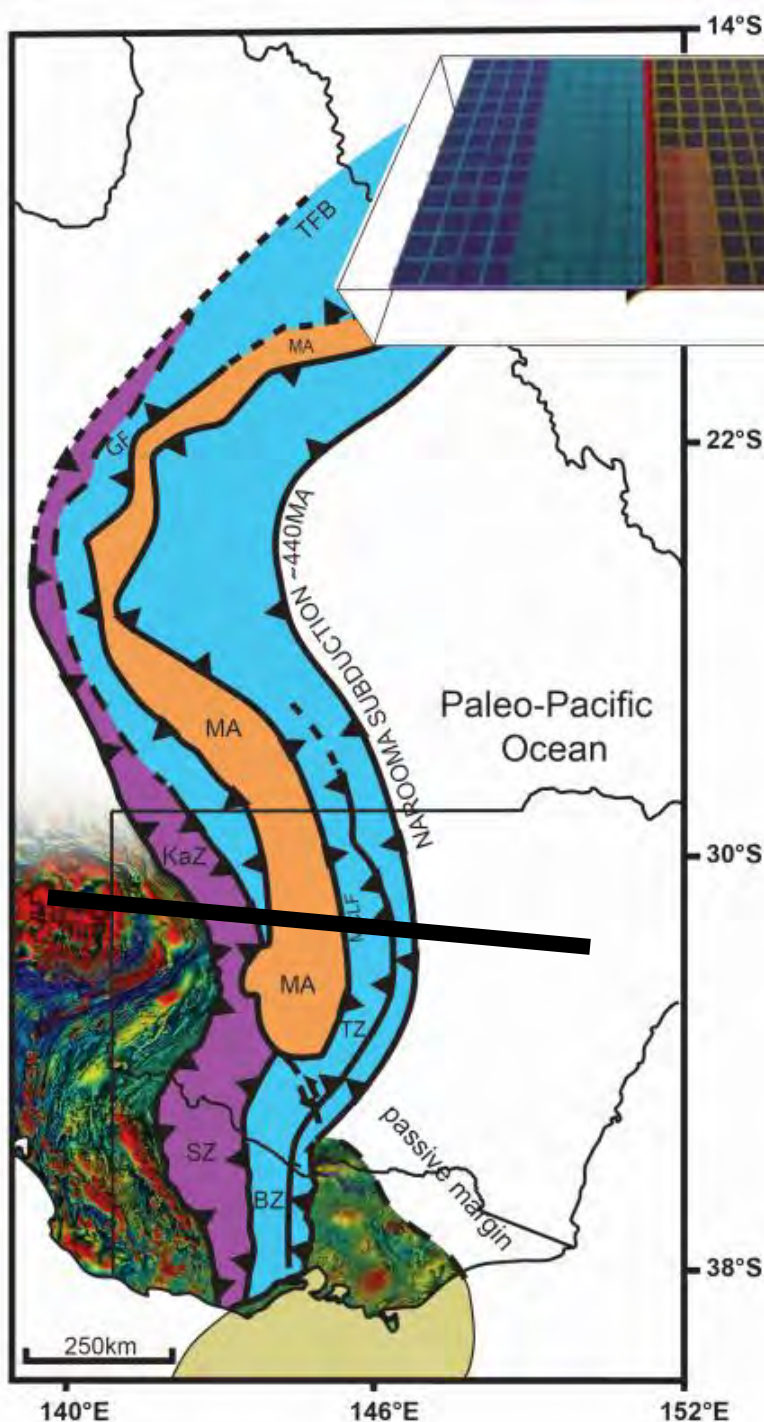 14°S
TFB
MA
GF
22°S
NAROOMA SUBDUCTION ~440MA
Paleo-Pacific
Ocean
MA
KaZ
30°S
MA
TZ
passive margin
SZ
BZ
38°S
250km
140°E
146°E
152°E